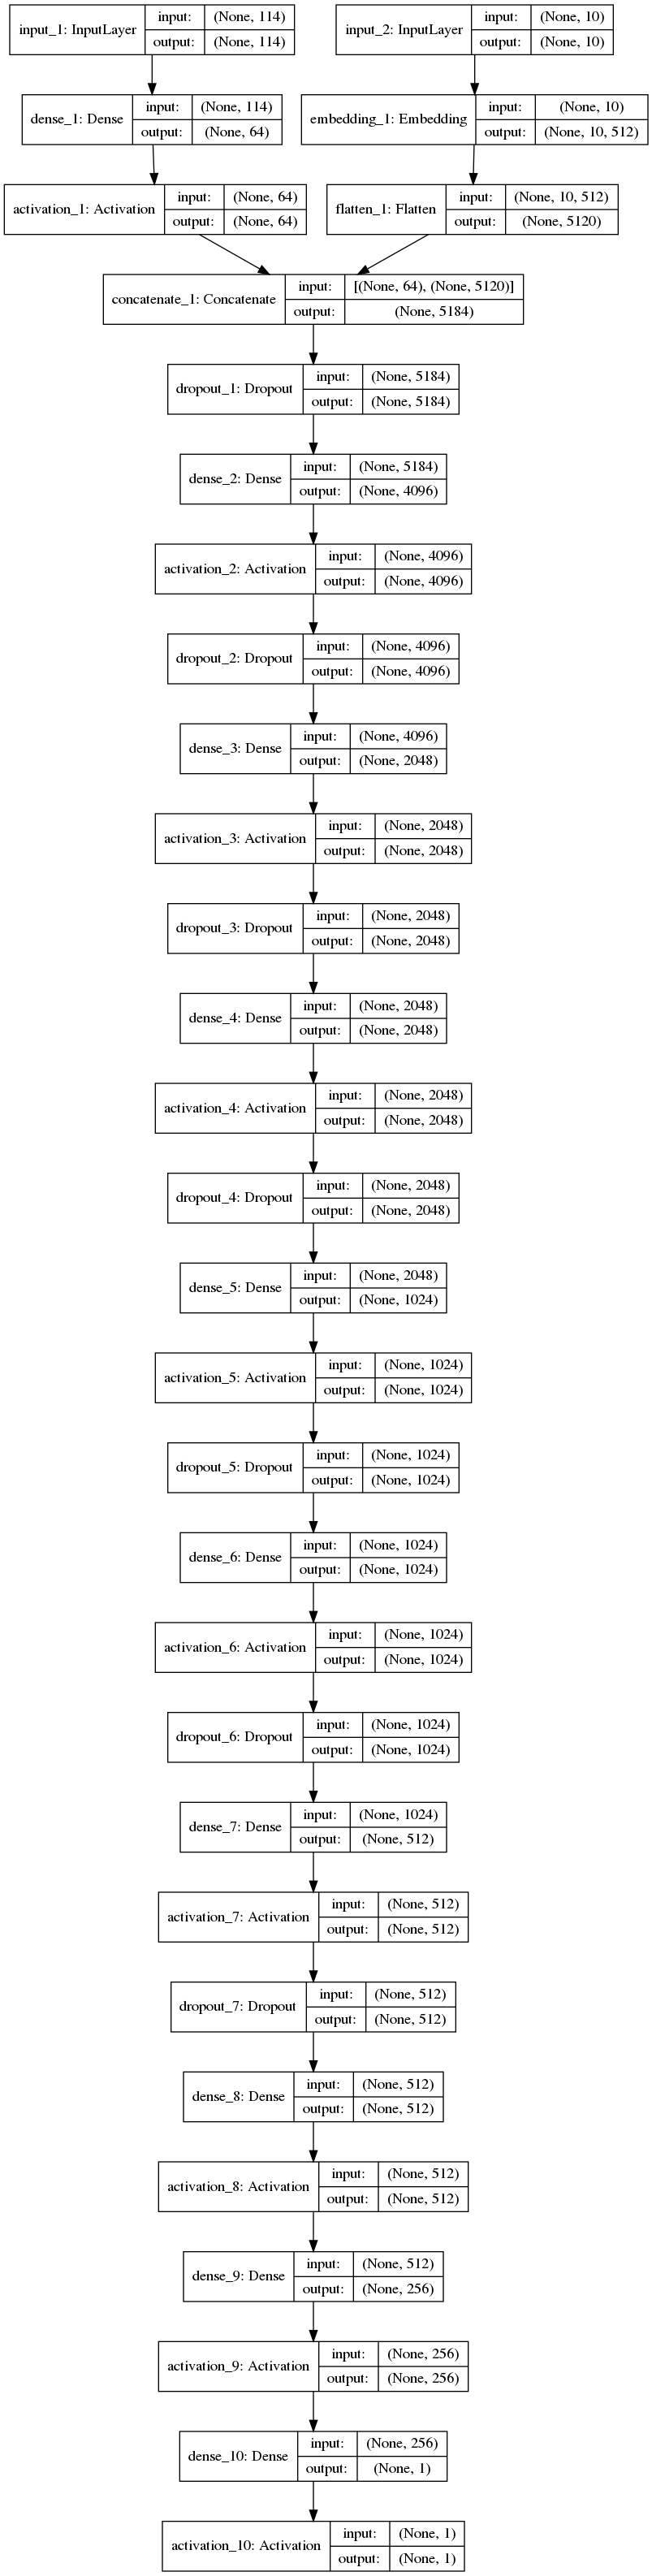 input_1: InputLayer
input: (None, 114)
output: (None, 114)
input_2: InputLayer
input: (None, 10)
output: (None, 10)
dense_1: Dense
input: (None, 114)
output: (None, 64)
embedding_1: Embedding
input: (None, 10)
output: (None, 10, 512)
activation_1: Activation
input: (None, 64)
output: (None, 64)
flatten_1: Flatten
input: (None, 10, 512)
output: (None, 5120)
concatenate_1: Concatenate
input: [(None, 64), (None, 5120)]
output: (None, 5184)
dropout_1: Dropout
input: (None, 5184)
output: (None, 5184)
dense_2: Dense
input: (None, 5184)
output: (None, 4096)
activation_2: Activation
input: (None, 4096)
output: (None, 4096)
dropout_2: Dropout
input: (None, 4096)
output: (None, 4096)
dense_3: Dense
input: (None, 4096)
output: (None, 2048)
activation_3: Activation
input: (None, 2048)
output: (None, 2048)
dropout_3: Dropout
input: (None, 2048)
output: (None, 2048)
dense_4: Dense
input: (None, 2048)
output: (None, 2048)
activation_4: Activation
input: (None, 2048)
output: (None, 2048)
dropout_4: Dropout
input: (None, 2048)
output: (None, 2048)
dense_5: Dense
input: (None, 2048)
output: (None, 1024)
activation_5: Activation
input: (None, 1024)
output: (None, 1024)
dropout_5: Dropout
input: (None, 1024)
output: (None, 1024)
dense_6: Dense
input: (None, 1024)
output: (None, 1024)
activation_6: Activation
input: (None, 1024)
output: (None, 1024)
dropout_6: Dropout
input: (None, 1024)
output: (None, 1024)
dense_7: Dense
input: (None, 1024)
output: (None, 512)
activation_7: Activation
input: (None, 512)
output: (None, 512)
dropout_7: Dropout
input: (None, 512)
output: (None, 512)
dense_8: Dense
input: (None, 512)
output: (None, 512)
activation_8: Activation
input: (None, 512)
output: (None, 512)
dense_9: Dense
input: (None, 512)
output: (None, 256)
activation_9: Activation
input: (None, 256)
output: (None, 256)
dense_10: Dense
input: (None, 256)
output: (None, 1)
activation_10: Activation
input: (None, 1)
output: (None, 1)